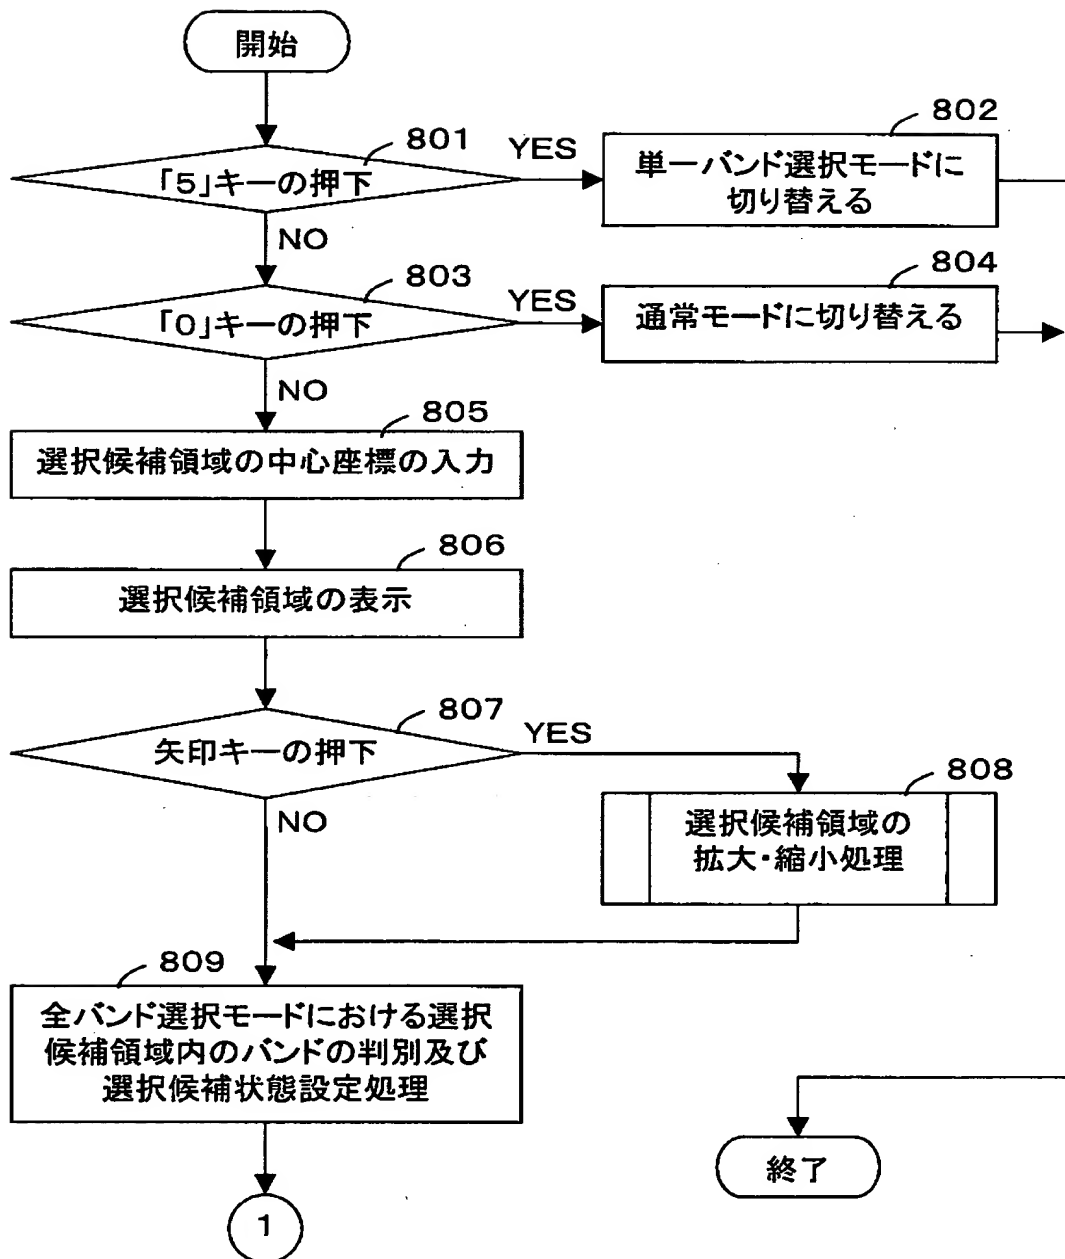 開始
801
「5」キーの押下
YES
802
単一バンド選択モードに
切り替える
NO
803
「0」キーの押下
YES
804
通常モードに切り替える
NO
805
選択候補領域の中心座標の入力
806
選択候補領域の表示
807
矢印キーの押下
YES
808
選択候補領域の
拡大・縮小処理
NO
809
全バンド選択モードにおける選択
候補領域内のバンドの判別及び
選択候補状態設定処理
終了
1